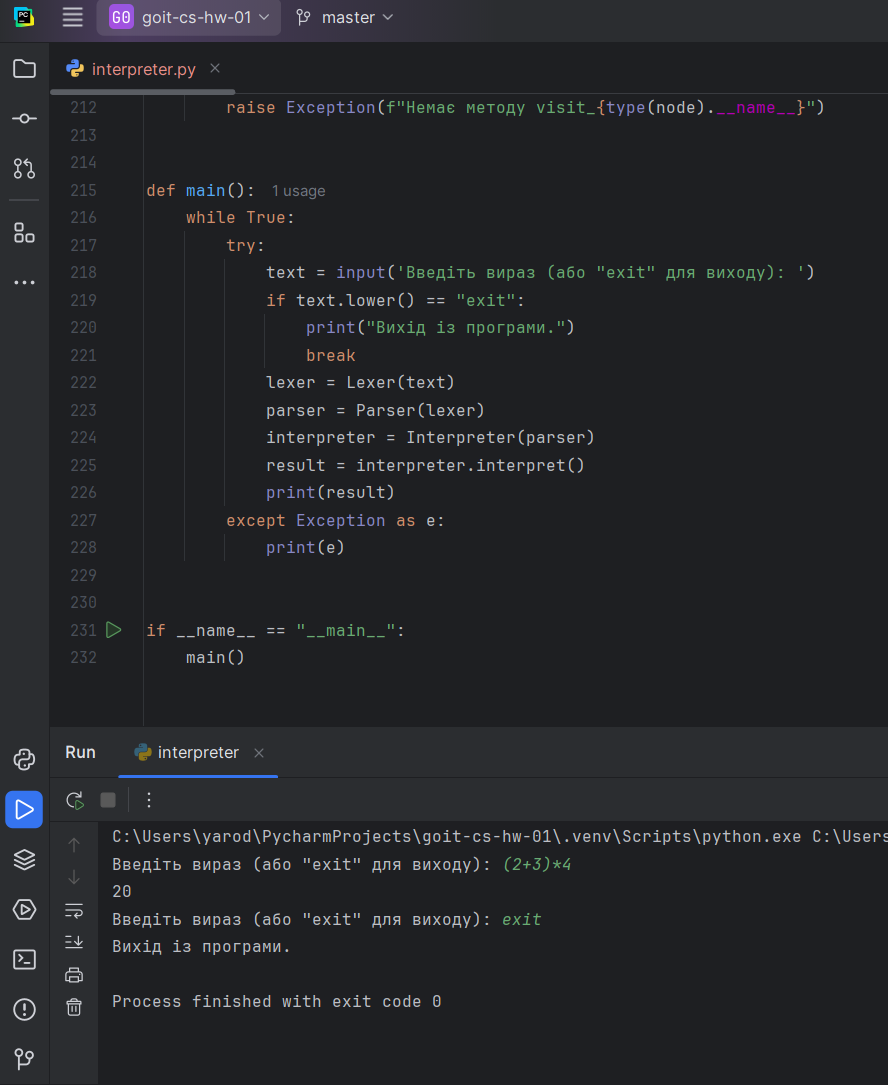 GO goit-cs-hw-01 master
interpreter.py
212 raise Exception(f"Немає методу visit_{type(node).__name__}")
213
214
215 def main(): 1 usage
216 while True:
217 try:
218 text = input('Введіть вираз (або "exit" для виходу): ')
219 if text.lower() == "exit":
220 print("Вихід із програми.")
221 break
222 lexer = Lexer(text)
223 parser = Parser(lexer)
224 interpreter = Interpreter(parser)
225 result = interpreter.interpret()
226 print(result)
227 except Exception as e:
228 print(e)
229
230
231 if __name__ == "__main__":
232 main()
Run interpreter
C:\Users\yarod\PycharmProjects\goit-cs-hw-01\.venv\Scripts\python.exe C:\Users
Введіть вираз (або "exit" для виходу): (2+3)*4
20
Введіть вираз (або "exit" для виходу): exit
Вихід із програми.
Process finished with exit code 0